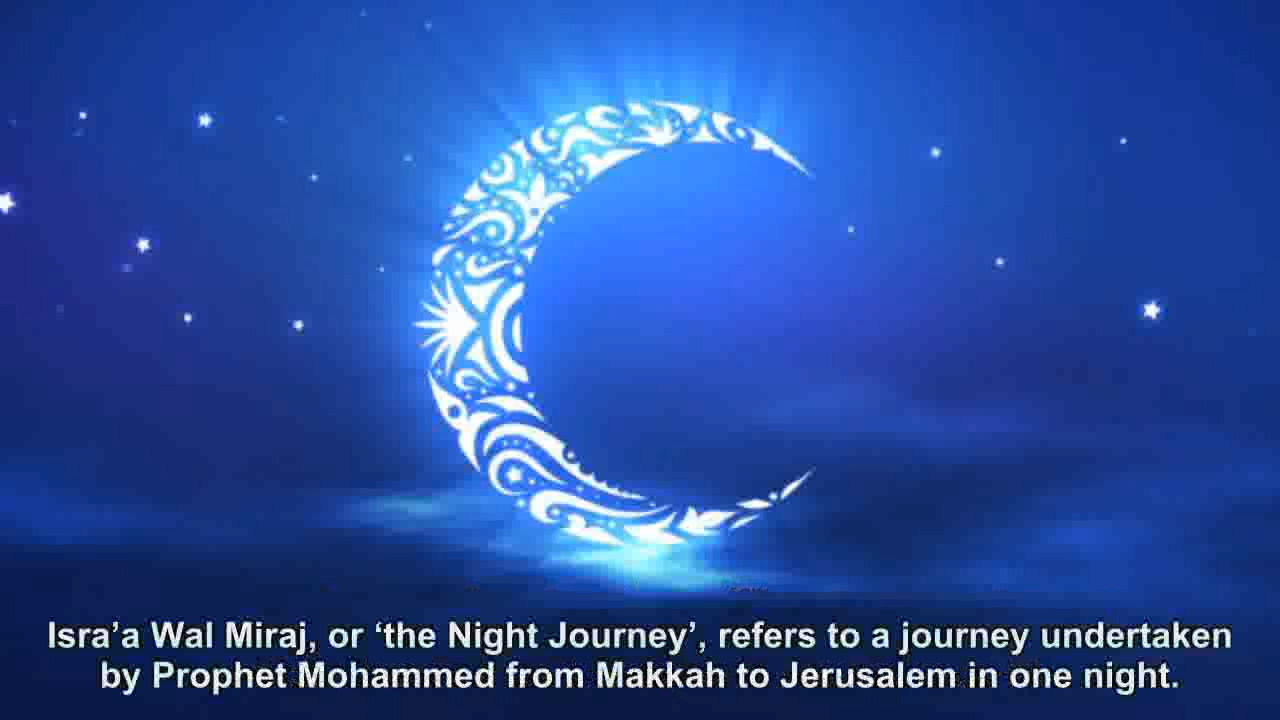 Isra’a Wal Miraj, or ‘the Night Journey’, refers to a journey undertaken
by Prophet Mohammed from Makkah to Jerusalem in one night.